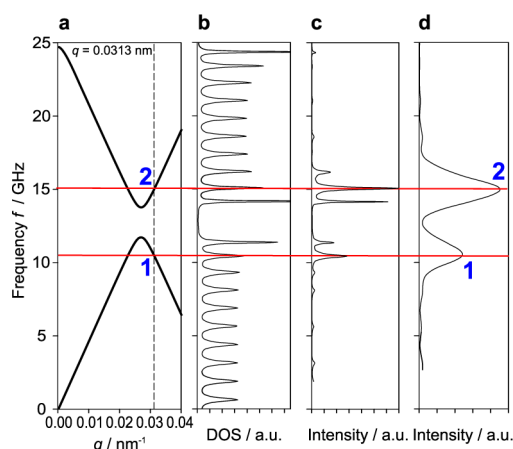 a b c d
25
20
15
10
5
0
Frequency f / GHz
q = 0.0313 nm
2
1
0.00 0.01 0.02 0.03 0.04
q / nm⁻¹
DOS / a.u.
Intensity / a.u.
Intensity / a.u.
2
1